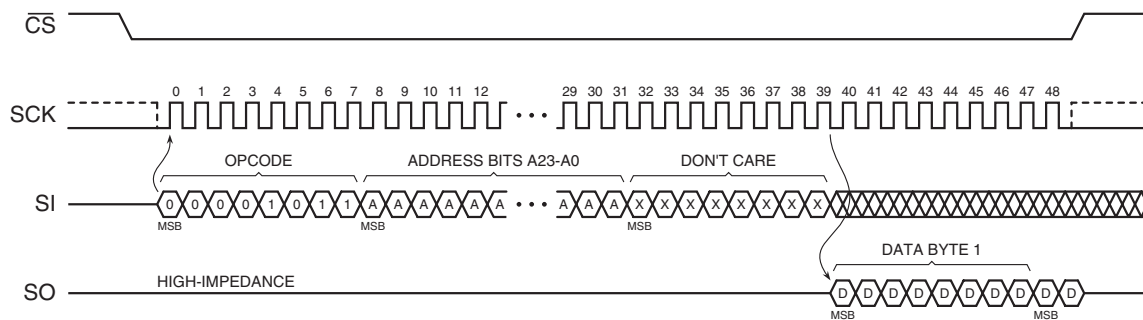 CS
0 1 2 3 4 5 6 7 8 9 10 11 12 29 30 31 32 33 34 35 36 37 38 39 40 41 42 43 44 45 46 47 48
SCK
OPCODE ADDRESS BITS A23-A0 DON'T CARE
SI 0 0 0 0 1 0 1 1 A A A A A A A A A X X X X X X X X
MSB MSB MSB
DATA BYTE 1
HIGH-IMPEDANCE
SO D D D D D D D D D D
MSB MSB